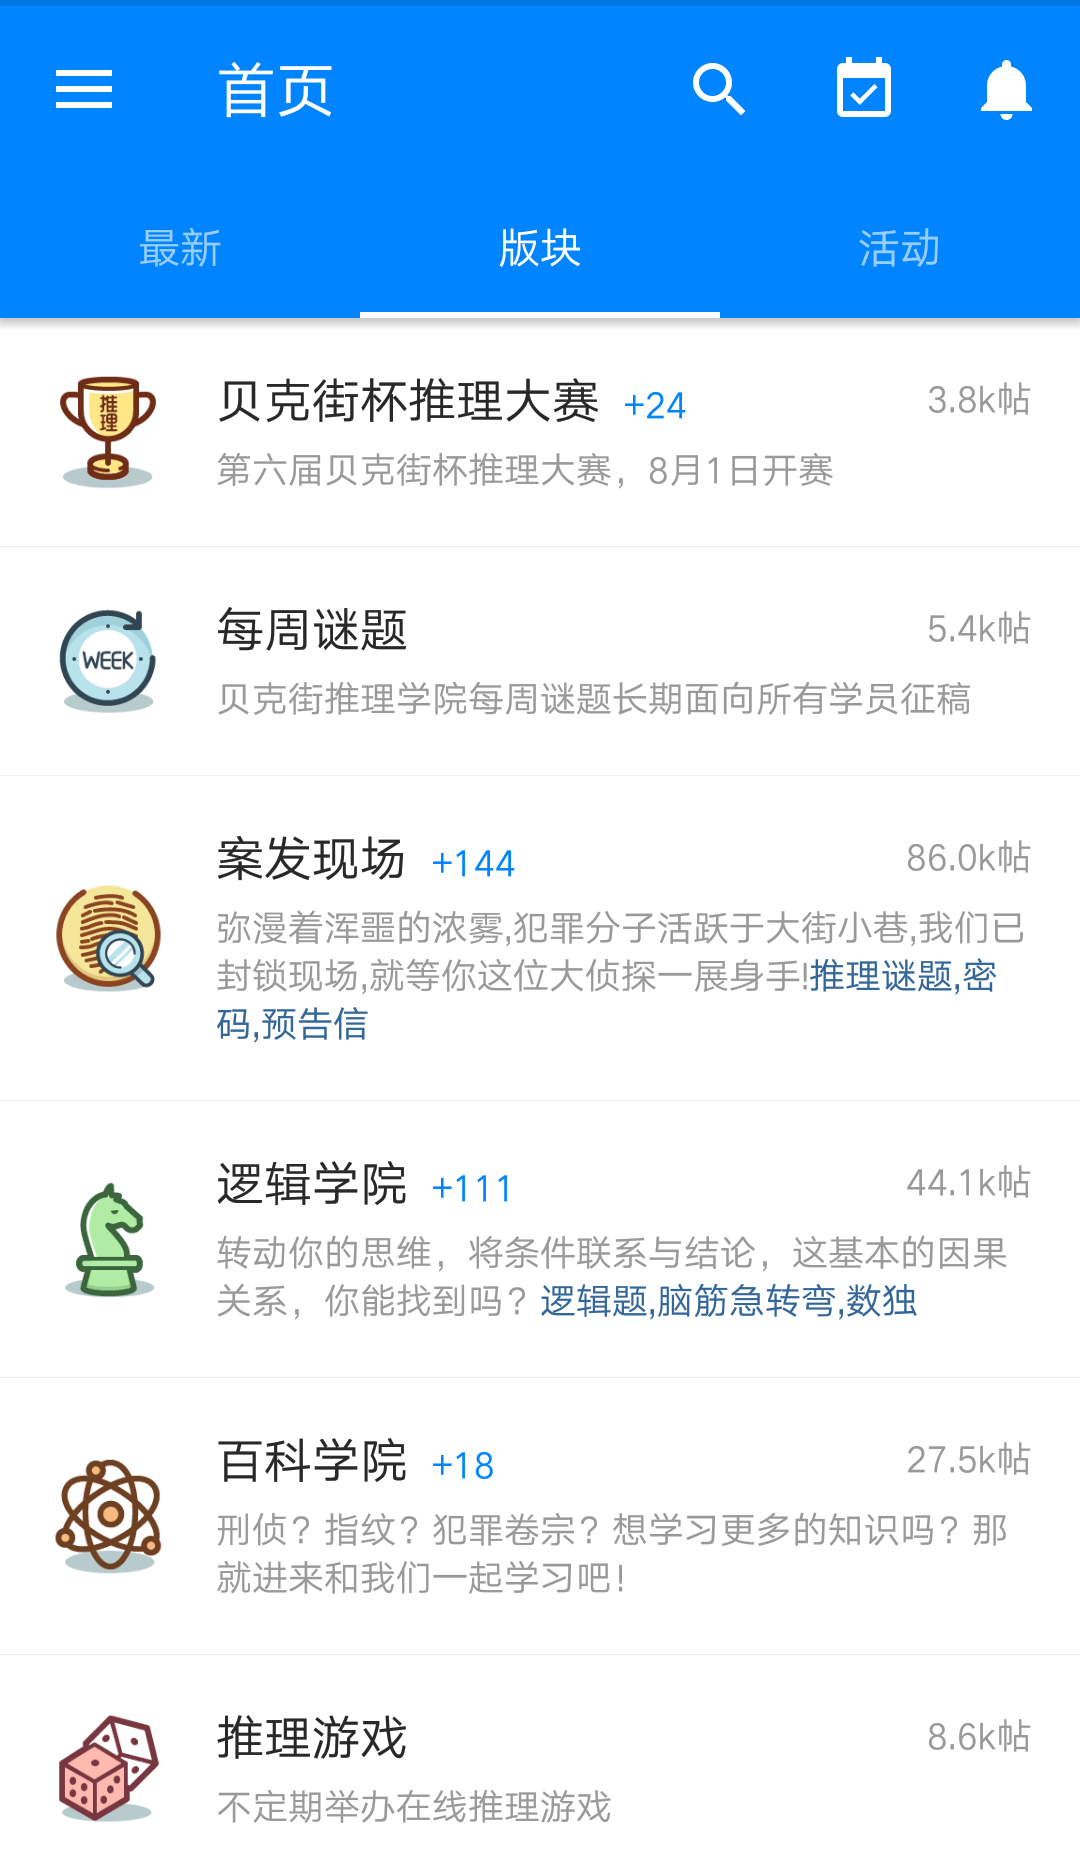 首页
最新 版块 活动
贝克街杯推理大赛 +24 3.8k帖
推理
第六届贝克街杯推理大赛，8月1日开赛
每周谜题 5.4k帖
WEEK
贝克街推理学院每周谜题长期面向所有学员征稿
案发现场 +144 86.0k帖
弥漫着浑噩的浓雾,犯罪分子活跃于大街小巷,我们已
封锁现场,就等你这位大侦探一展身手!推理谜题,密
码,预告信
逻辑学院 +111 44.1k帖
转动你的思维，将条件联系与结论，这基本的因果
关系，你能找到吗？逻辑题,脑筋急转弯,数独
百科学院 +18 27.5k帖
刑侦？指纹？犯罪卷宗？想学习更多的知识吗？那
就进来和我们一起学习吧！
推理游戏 8.6k帖
不定期举办在线推理游戏